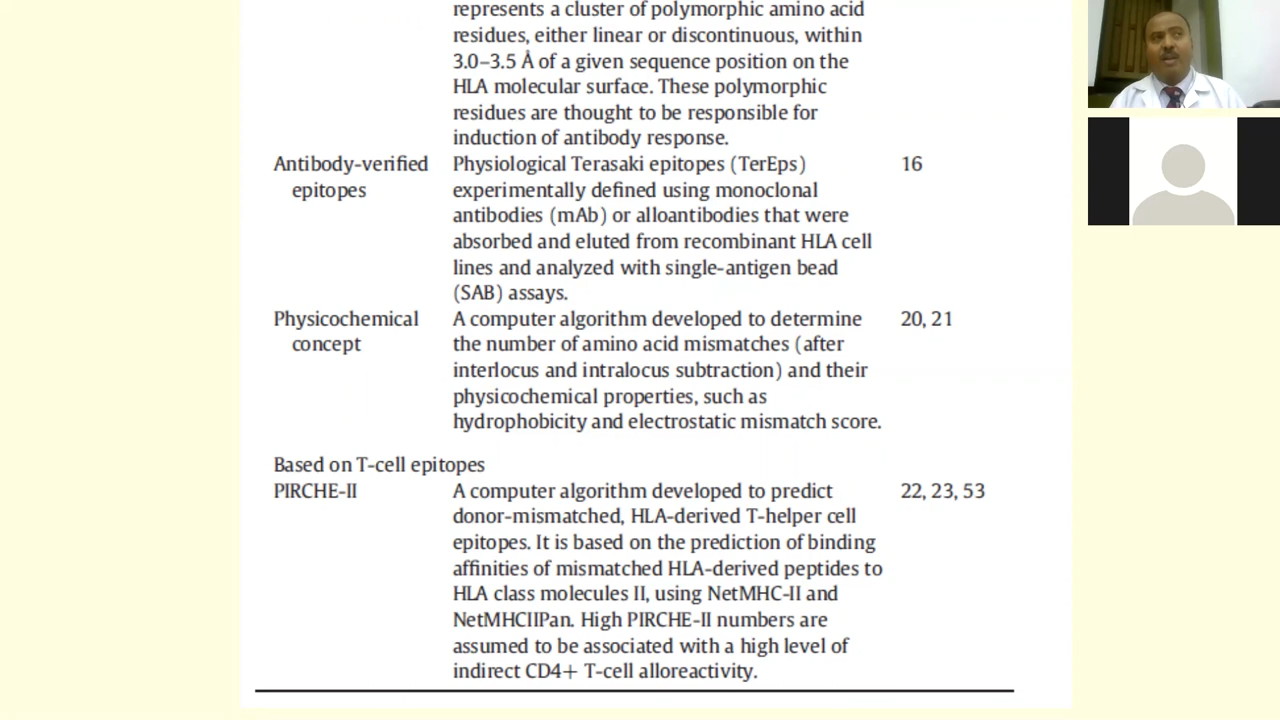 represents a cluster of polymorphic amino acid
residues, either linear or discontinuous, within
3.0–3.5 Å of a given sequence position on the
HLA molecular surface. These polymorphic
residues are thought to be responsible for
induction of antibody response.
Antibody-verified Physiological Terasaki epitopes (TerEps) 16
epitopes experimentally defined using monoclonal
antibodies (mAb) or alloantibodies that were
absorbed and eluted from recombinant HLA cell
lines and analyzed with single-antigen bead
(SAB) assays.
Physicochemical A computer algorithm developed to determine 20, 21
concept the number of amino acid mismatches (after
interlocus and intralocus subtraction) and their
physicochemical properties, such as
hydrophobicity and electrostatic mismatch score.
Based on T-cell epitopes
PIRCHE-II A computer algorithm developed to predict 22, 23, 53
donor-mismatched, HLA-derived T-helper cell
epitopes. It is based on the prediction of binding
affinities of mismatched HLA-derived peptides to
HLA class molecules II, using NetMHC-II and
NetMHCIIPan. High PIRCHE-II numbers are
assumed to be associated with a high level of
indirect CD4+ T-cell alloreactivity.